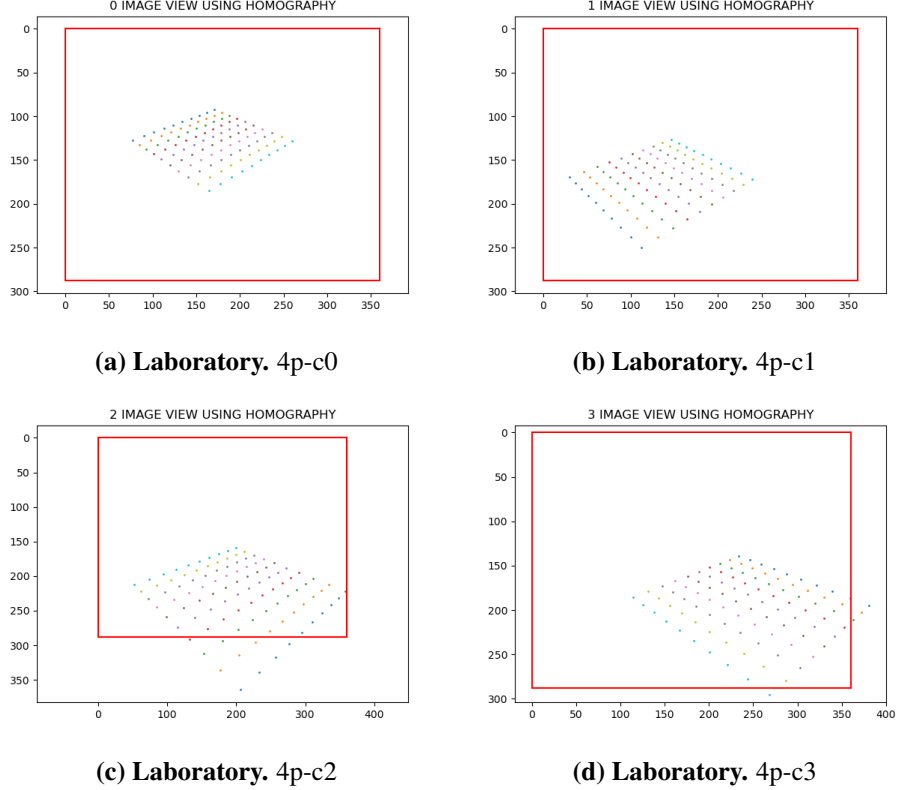 0 IMAGE VIEW USING HOMOGRAPHY
0
50
100
150
200
250
300
0 50 100 150 200 250 300 350
(a) Laboratory. 4p-c0
1 IMAGE VIEW USING HOMOGRAPHY
0
50
100
150
200
250
300
0 50 100 150 200 250 300 350
(b) Laboratory. 4p-c1
2 IMAGE VIEW USING HOMOGRAPHY
0
50
100
150
200
250
300
350
0 100 200 300 400
(c) Laboratory. 4p-c2
3 IMAGE VIEW USING HOMOGRAPHY
0
50
100
150
200
250
300
0 50 100 150 200 250 300 350 400
(d) Laboratory. 4p-c3